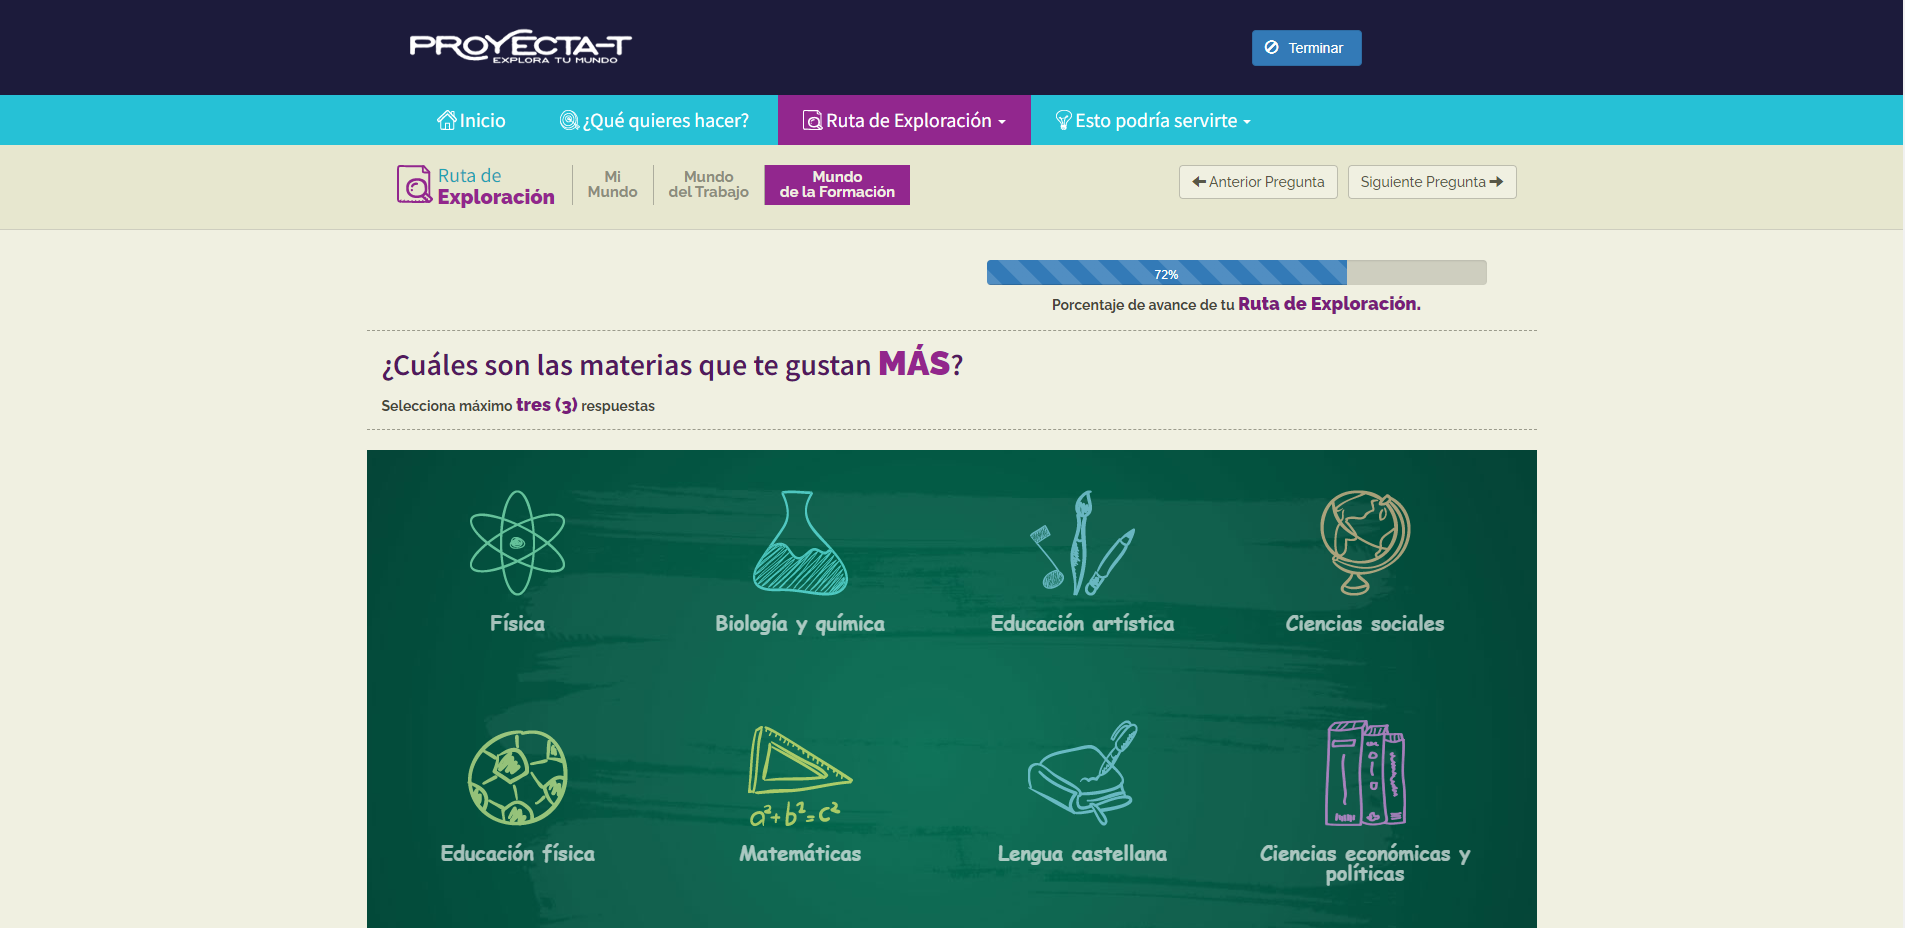 PROYECTA-T
EXPLORA TU MUNDO
Terminar
Inicio
¿Qué quieres hacer?
Ruta de Exploración
Esto podría servirte
Ruta de
Exploración
Mi
Mundo
Mundo
del Trabajo
Mundo
de la Formación
Anterior Pregunta
Siguiente Pregunta
72%
Porcentaje de avance de tu Ruta de Exploración.
¿Cuáles son las materias que te gustan MÁS?
Selecciona máximo tres (3) respuestas
Física
Biología y química
Educación artística
Ciencias sociales
a²+b²=c²
Educación física
Matemáticas
Lengua castellana
Ciencias económicas y
políticas